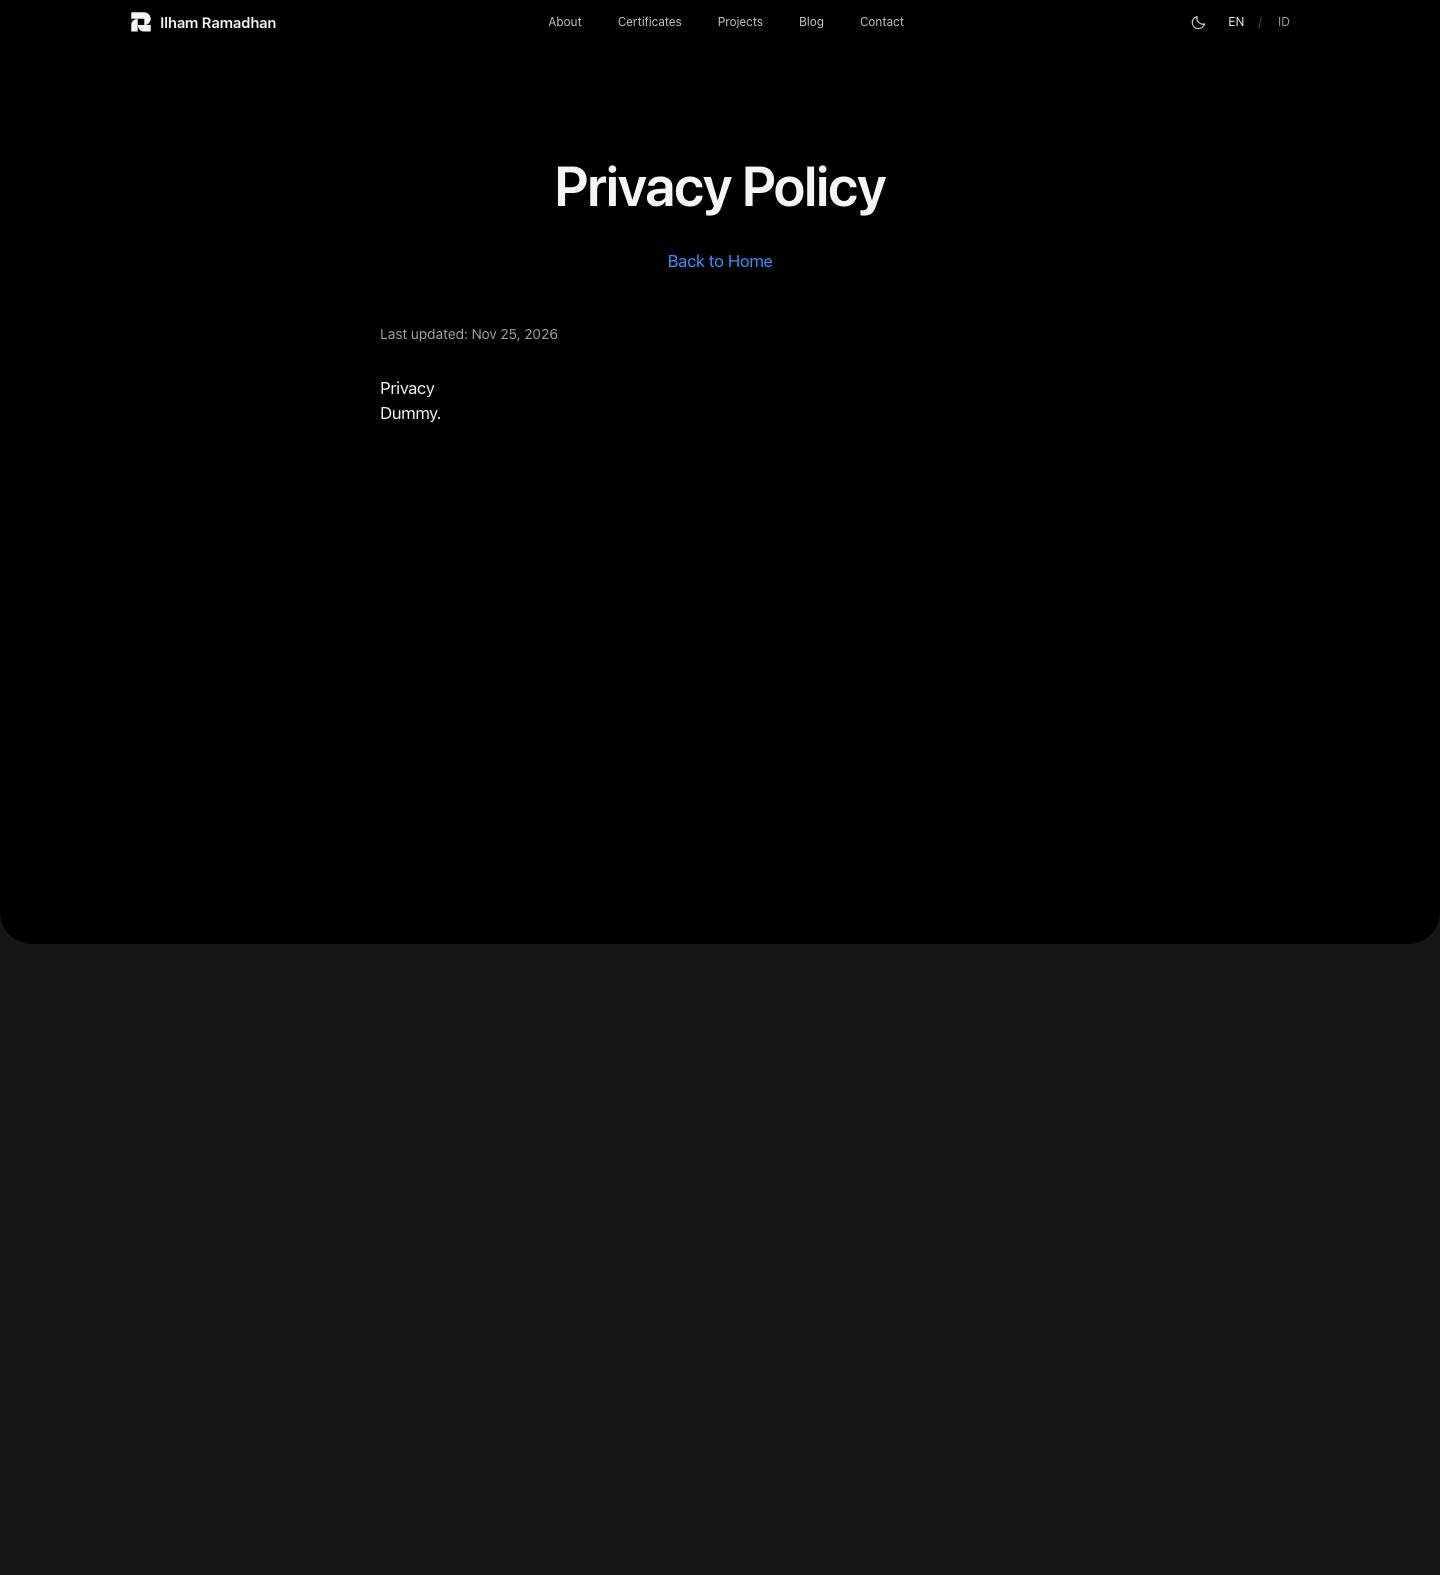 Ilham Ramadhan
About Certificates Projects Blog Contact
EN / ID
Privacy Policy
Back to Home
Last updated: Nov 25, 2026
Privacy
Dummy.